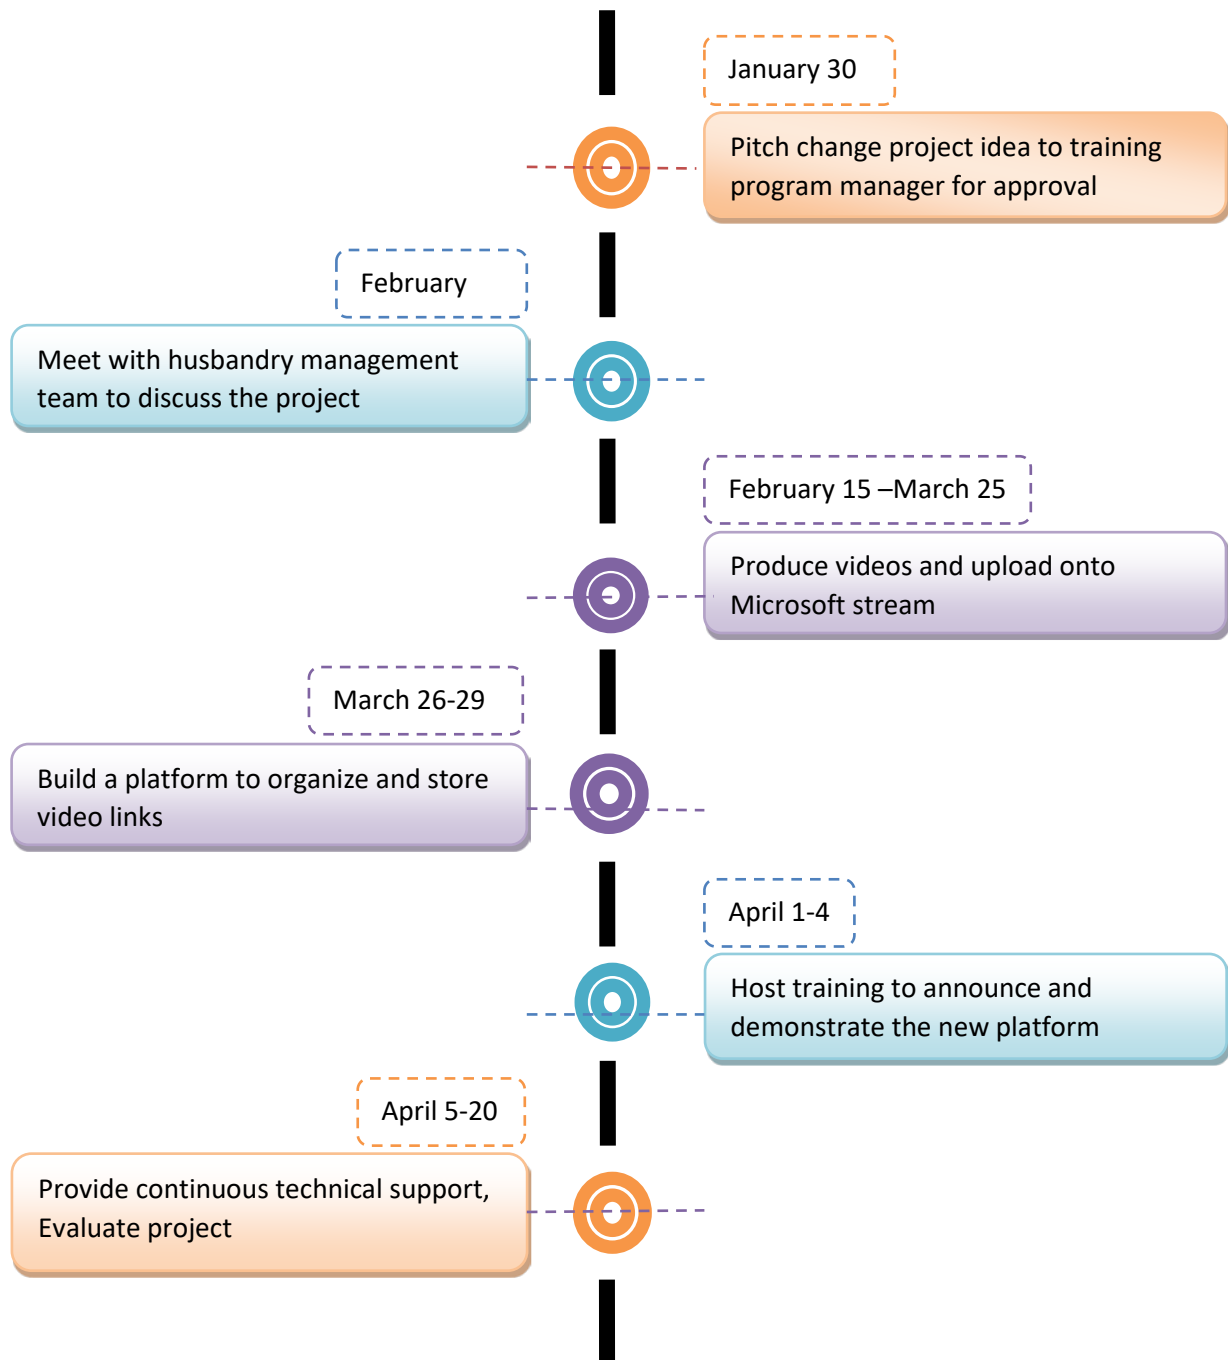 January 30
Pitch change project idea to training
program manager for approval
February
Meet with husbandry management
team to discuss the project
February 15 –March 25
Produce videos and upload onto
Microsoft stream
March 26-29
Build a platform to organize and store
video links
April 1-4
Host training to announce and
demonstrate the new platform
April 5-20
Provide continuous technical support,
Evaluate project